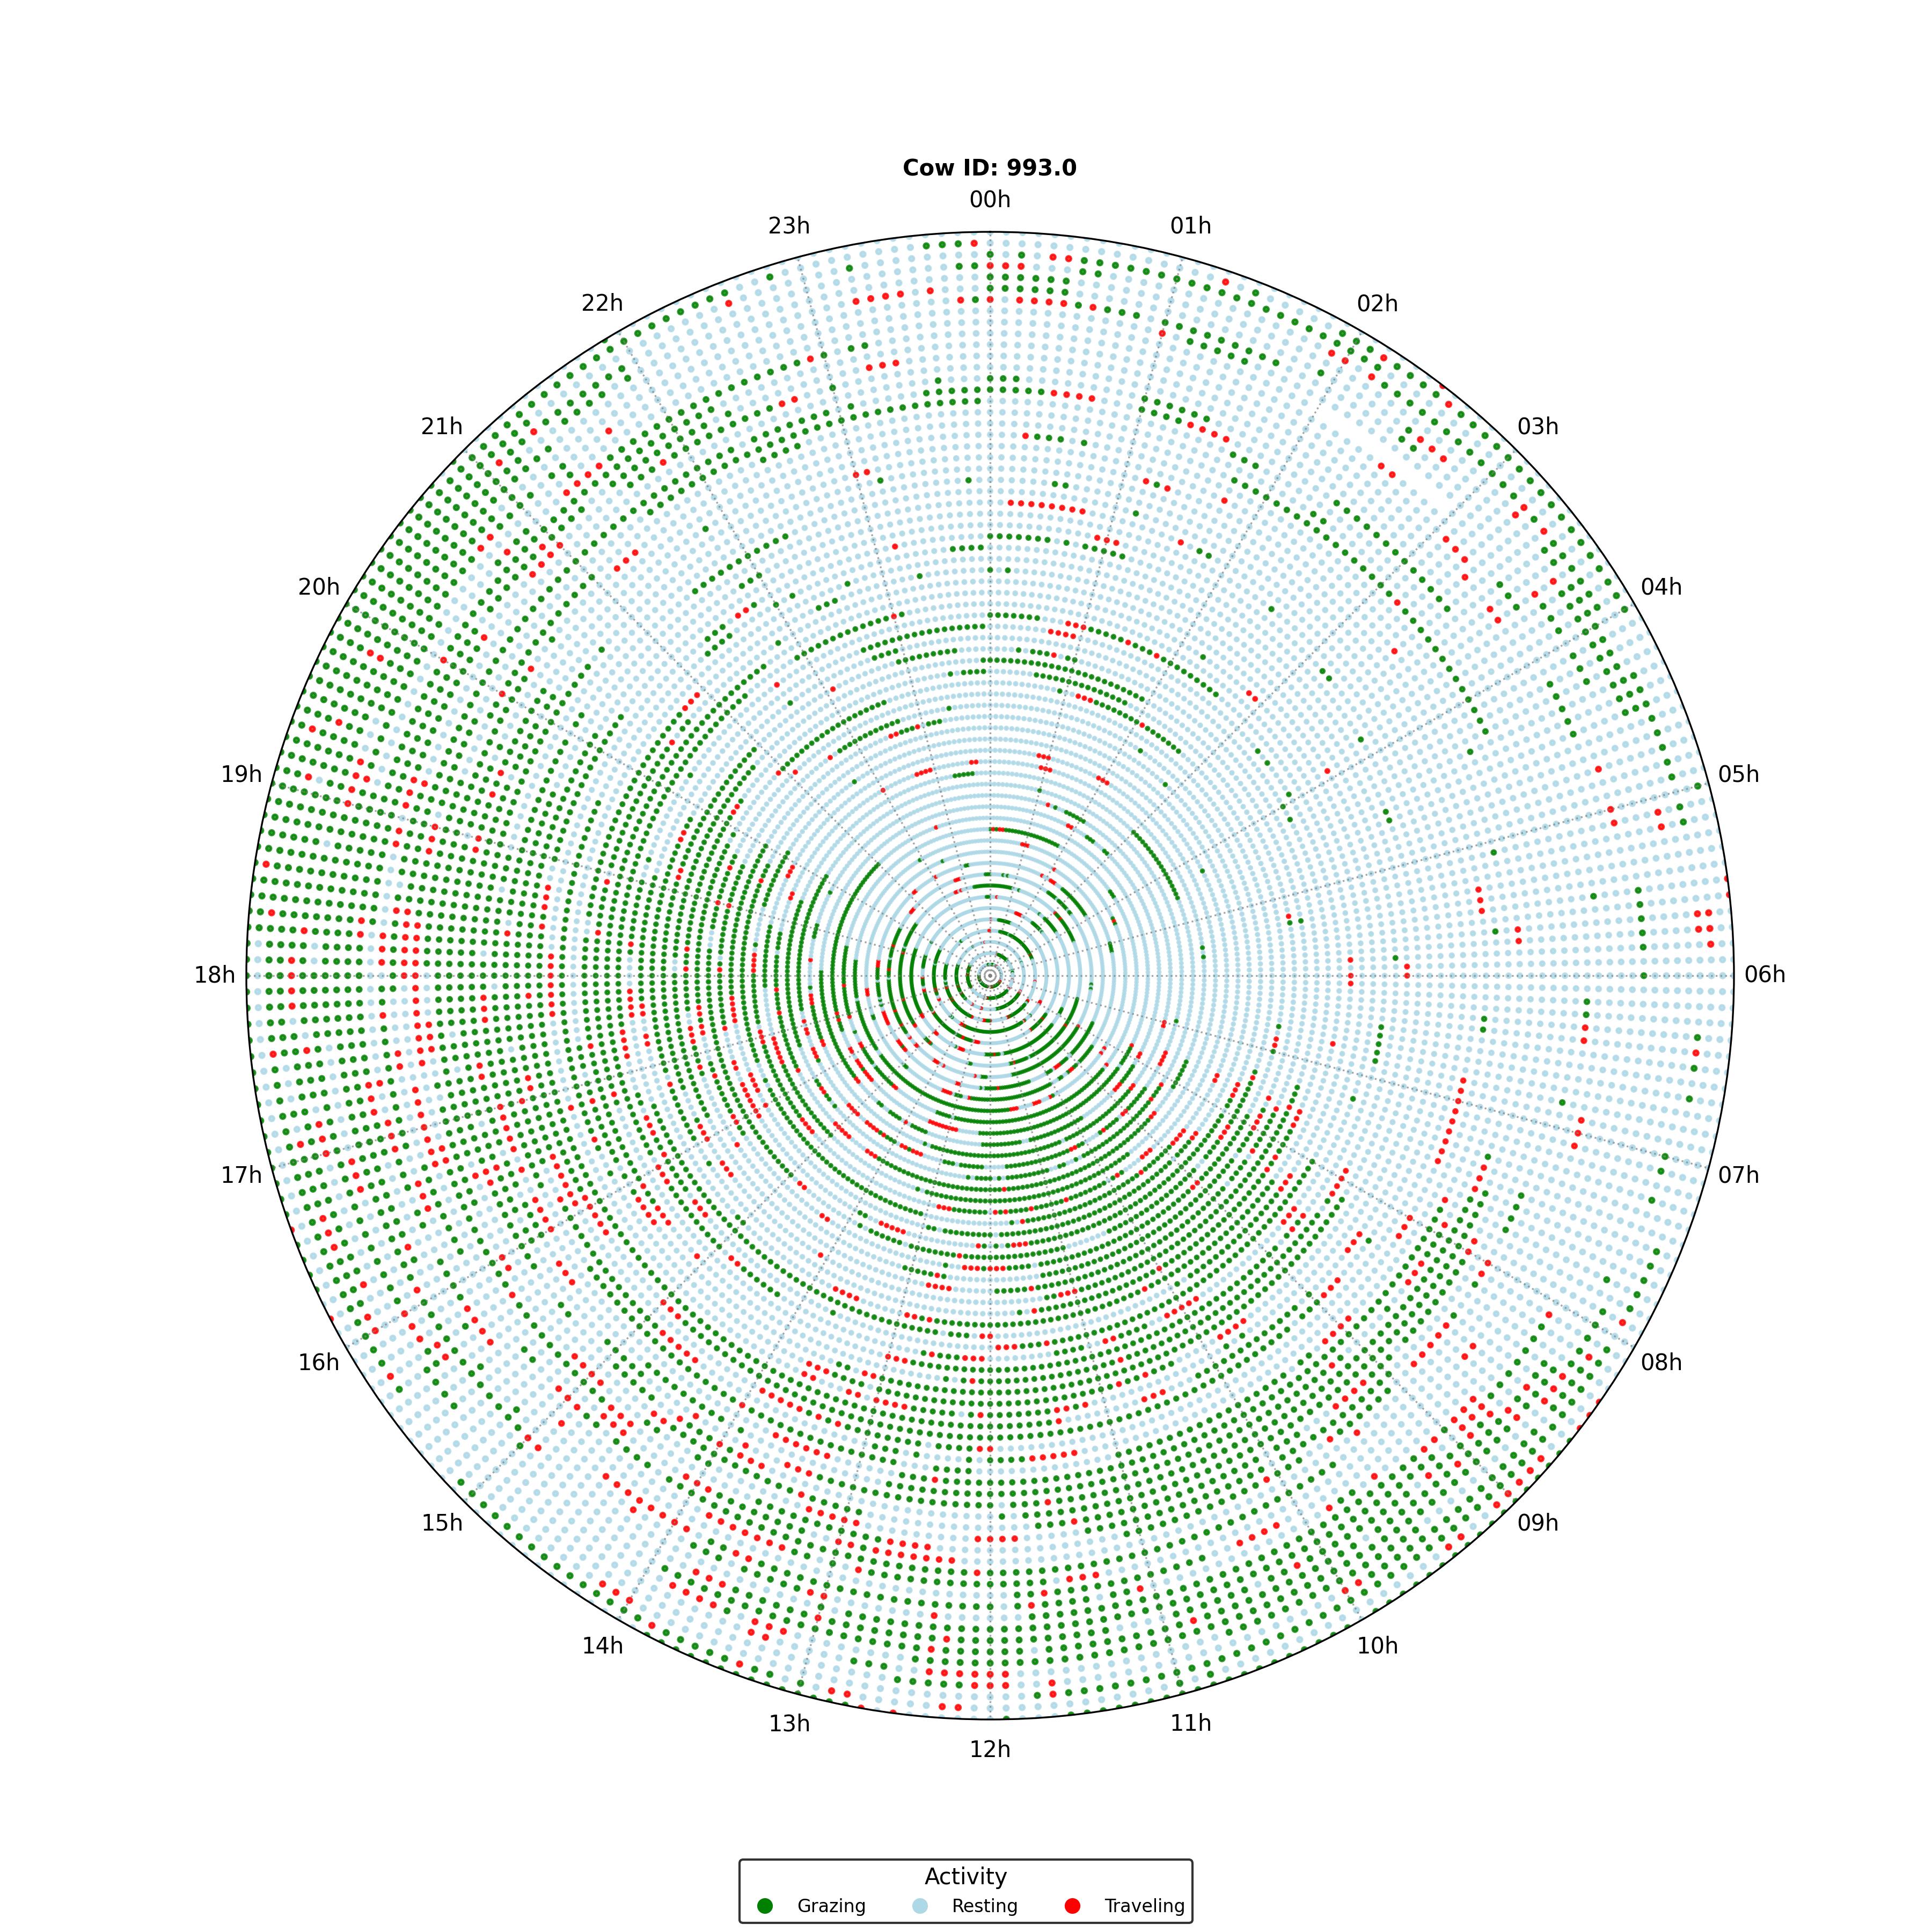 Cow ID: 993.0
00h
01h
02h
03h
04h
05h
06h
07h
08h
09h
10h
11h
12h
13h
14h
15h
16h
17h
18h
19h
20h
21h
22h
23h
Activity
Grazing Resting Traveling